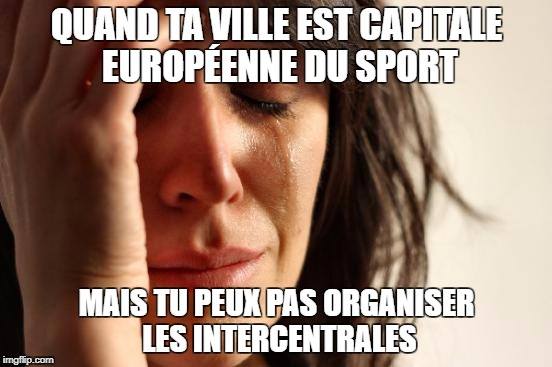 QUAND TA VILLE EST CAPITALE
EUROPÉENNE DU SPORT
MAIS TU PEUX PAS ORGANISER
LES INTERCENTRALES
imgflip.com